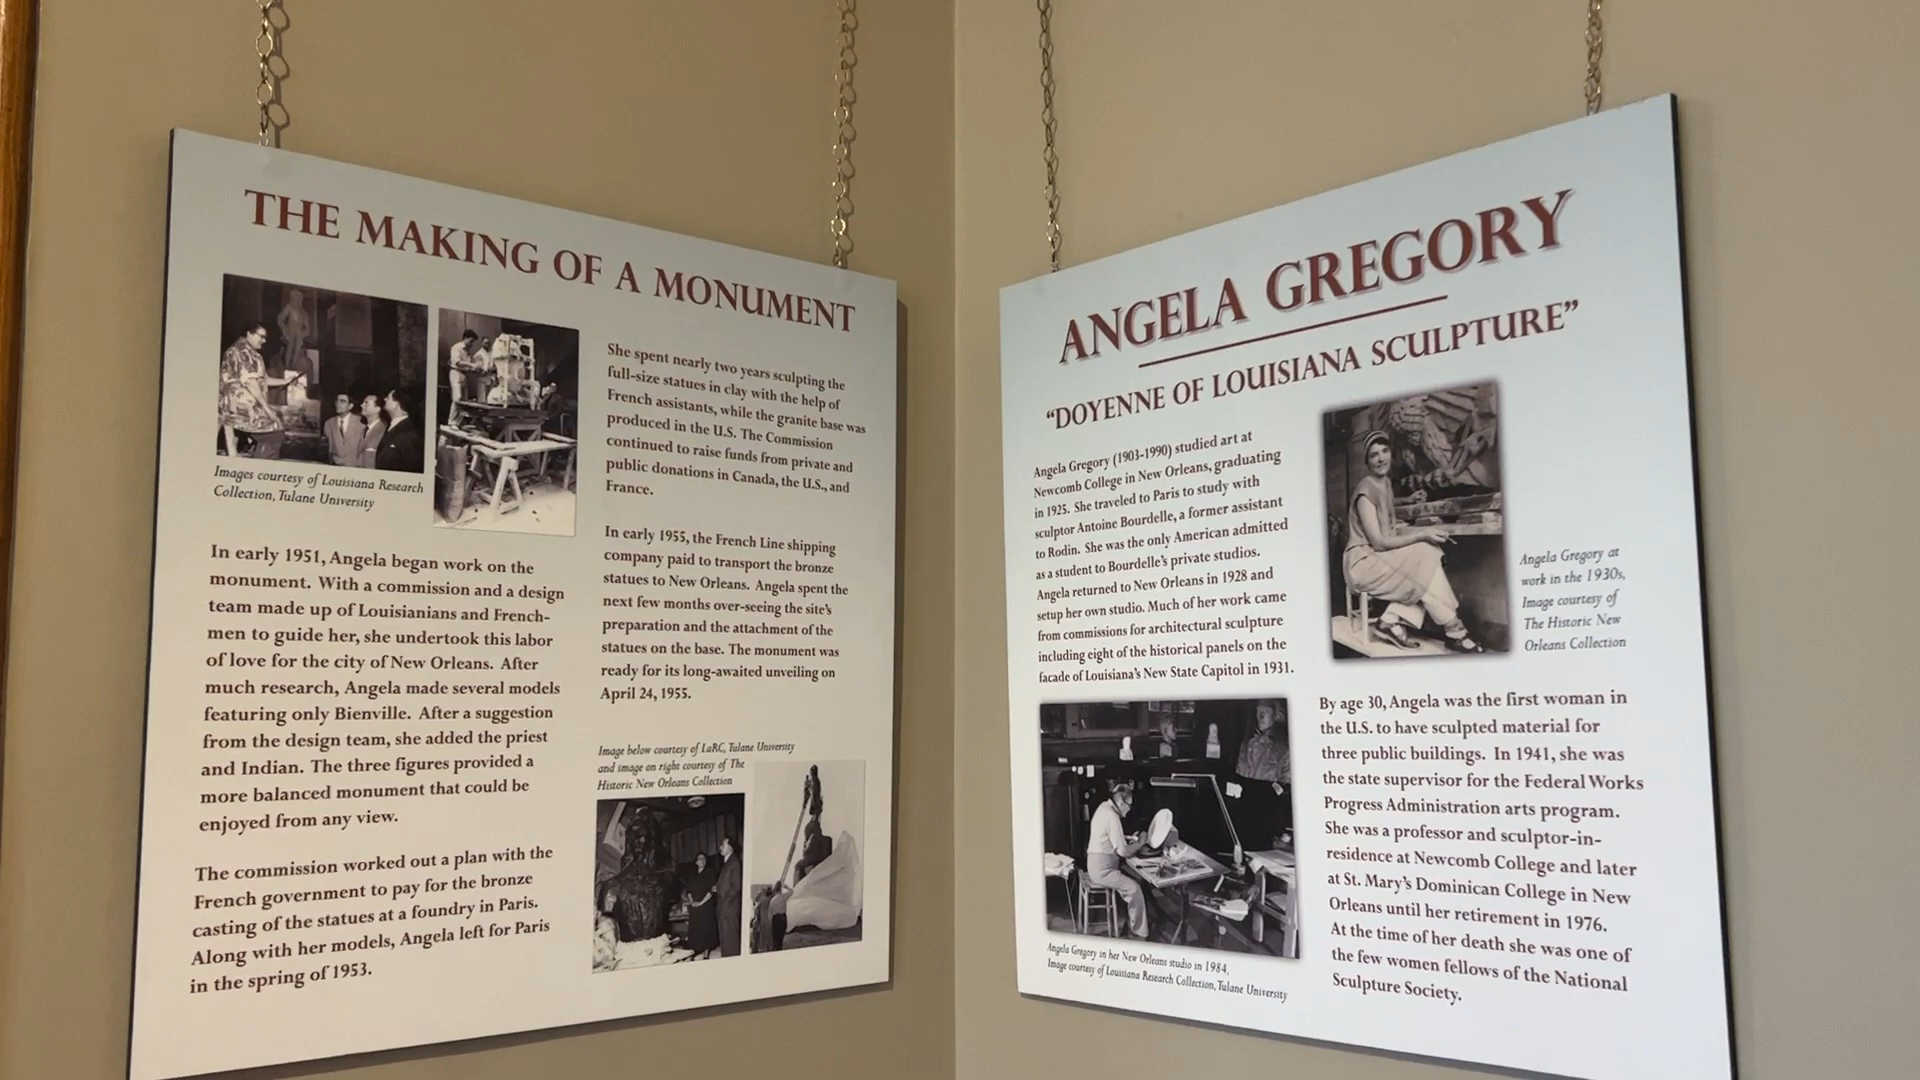 THE MAKING OF A MONUMENT
Images courtesy of Louisiana Research
Collection, Tulane University
In early 1951, Angela began work on the
monument. With a commission and a design
team made up of Louisianians and French-
men to guide her, she undertook this labor
of love for the city of New Orleans. After
much research, Angela made several models
featuring only Bienville. After a suggestion
from the design team, she added the priest
and Indian. The three figures provided a
more balanced monument that could be
enjoyed from any view.
The commission worked out a plan with the
French government to pay for the bronze
casting of the statues at a foundry in Paris.
Along with her models, Angela left for Paris
in the spring of 1953.
She spent nearly two years sculpting the
full-size statues in clay with the help of
French assistants, while the granite base was
produced in the U.S. The Commission
continued to raise funds from private and
public donations in Canada, the U.S., and
France.
In early 1955, the French Line shipping
company paid to transport the bronze
statues to New Orleans. Angela spent the
next few months over-seeing the site's
preparation and the attachment of the
statues on the base. The monument was
ready for its long-awaited unveiling on
April 24, 1955.
Image below courtesy of LaRC, Tulane University
and image on right courtesy of The
Historic New Orleans Collection
ANGELA GREGORY
"DOYENNE OF LOUISIANA SCULPTURE"
Angela Gregory (1903-1990) studied art at
Newcomb College in New Orleans, graduating
in 1925. She traveled to Paris to study with
sculptor Antoine Bourdelle, a former assistant
to Rodin. She was the only American admitted
as a student to Bourdelle's private studios.
Angela returned to New Orleans in 1928 and
setup her own studio. Much of her work came
from commissions for architectural sculpture
including eight of the historical panels on the
facade of Louisiana's New State Capitol in 1931.
Angela Gregory in her New Orleans studio in 1984,
Image courtesy of Louisiana Research Collection, Tulane University
Angela Gregory at
work in the 1930s,
Image courtesy of
The Historic New
Orleans Collection
By age 30, Angela was the first woman in
the U.S. to have sculpted material for
three public buildings. In 1941, she was
the state supervisor for the Federal Works
Progress Administration arts program.
She was a professor and sculptor-in-
residence at Newcomb College and later
at St. Mary's Dominican College in New
Orleans until her retirement in 1976.
At the time of her death she was one of
the few women fellows of the National
Sculpture Society.